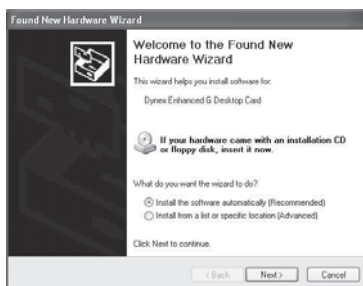 Found New Hardware Wizard
Welcome to the Found New
Hardware Wizard
This wizard helps you install software for:
Dynex Enhanced G Desktop Card
If your hardware came with an installation CD
or floppy disk, insert it now.
What do you want the wizard to do?
Install the software automatically (Recommended)
Install from a list or specific location (Advanced)
Click Next to continue.
< Back
Next >
Cancel